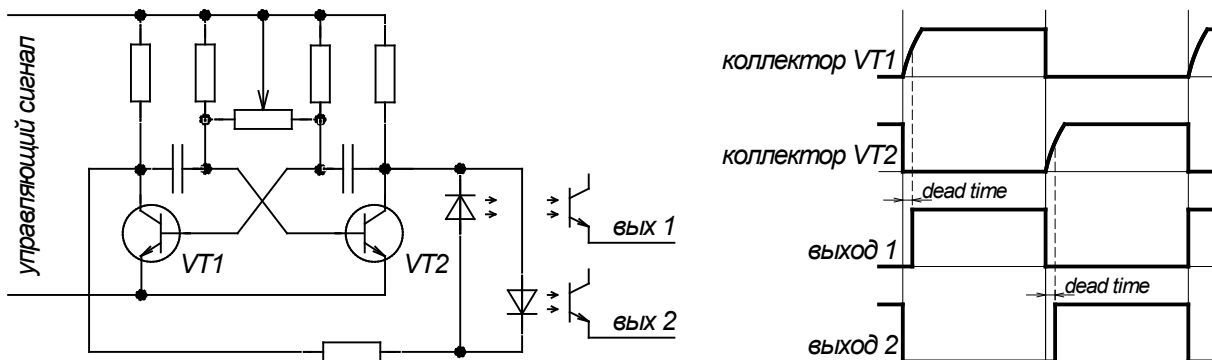 управляющий сигнал
VT1
VT2
вых 1
вых 2
коллектор VT1
коллектор VT2
dead time
выход 1
dead time
выход 2